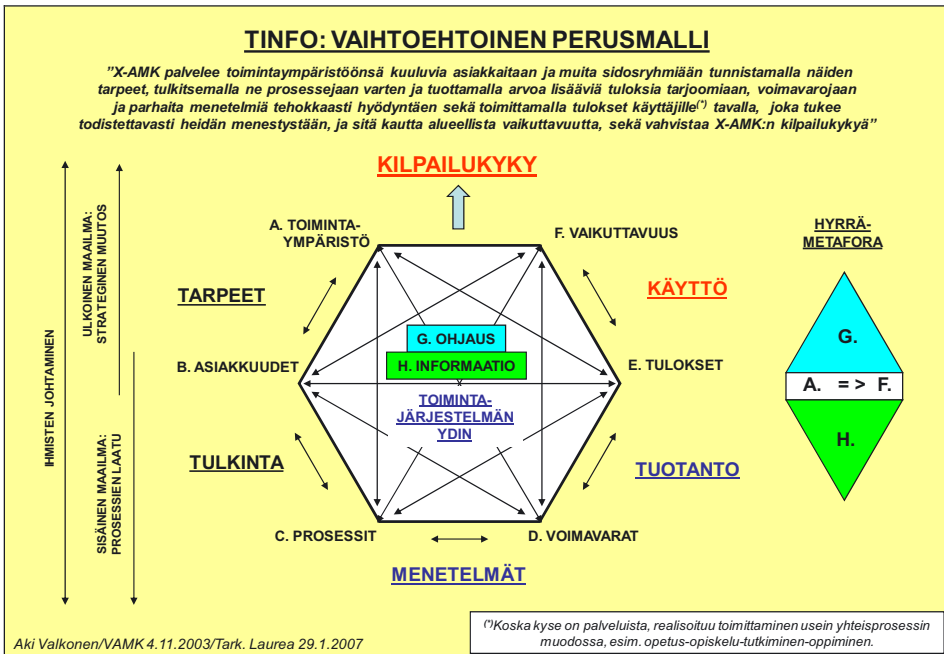 TINFO: VAIHTOEHTOINEN PERUSMALLI
”X-AMK palvelee toimintaympäristöönsä kuuluvia asiakkaitaan ja muita sidosryhmiään tunnistamalla näiden
tarpeet, tulkitsemalla ne prosessejaan varten ja tuottamalla arvoa lisääviä tuloksia tarjoomiaan, voimavarojaan
ja parhaita menetelmiä tehokkaasti hyödyntäen sekä toimittamalla tulokset käyttäjille(*) tavalla, joka tukee
todistettavasti heidän menestystään, ja sitä kautta alueellista vaikuttavuutta, sekä vahvistaa X-AMK:n kilpailukykyä”
KILPAILUKYKY
IHMISTEN JOHTAMINEN
ULKOINEN MAAILMA:
STRATEGINEN MUUTOS
SISÄINEN MAAILMA:
PROSESSIEN LAATU
A. TOIMINTA-
YMPÄRISTÖ
F. VAIKUTTAVUUS
TARPEET
KÄYTTÖ
G. OHJAUS
H. INFORMAATIO
B. ASIAKKUUDET
E. TULOKSET
TOIMINTA-
JÄRJESTELMÄN
YDIN
TULKINTA
TUOTANTO
C. PROSESSIT
D. VOIMAVARAT
MENETELMÄT
HYRRÄ-
METAFORA
G.
A. = > F.
H.
Aki Valkonen/VAMK 4.11.2003/Tark. Laurea 29.1.2007
(*)Koska kyse on palveluista, realisoituu toimittaminen usein yhteisprosessin
muodossa, esim. opetus-opiskelu-tutkiminen-oppiminen.